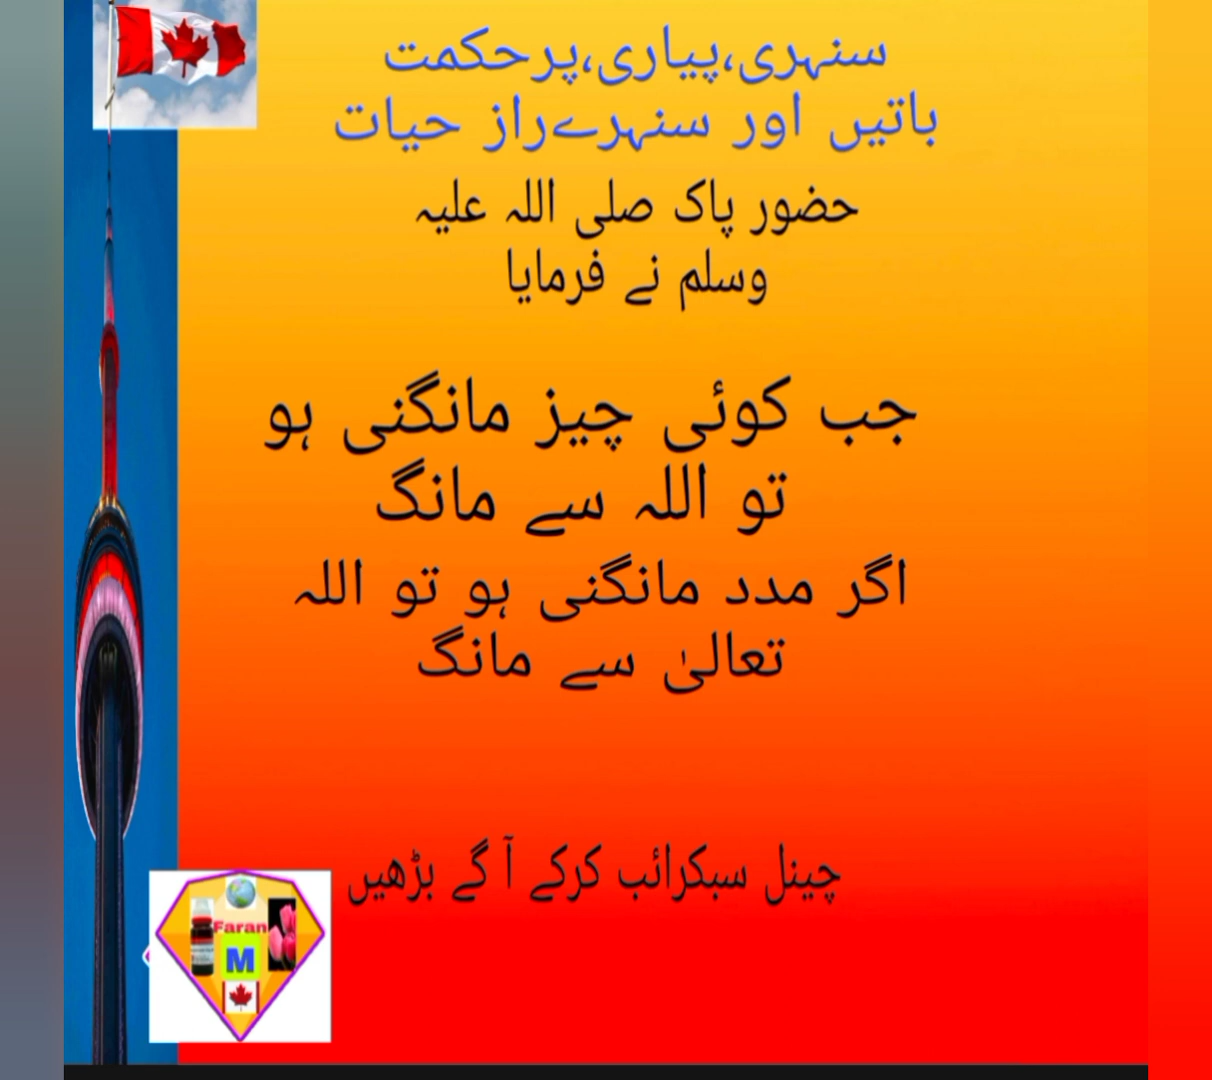 سنہری،پیاری،پرحکمت
باتیں اور سنہرےراز حیات
حضور پاک صلی اللہ علیہ
وسلم نے فرمایا
جب کوئی چیز مانگنی ہو
تو اللہ سے مانگ
اگر مدد مانگنی ہو تو اللہ
تعالیٰ سے مانگ
چینل سبکرائب کرکے آ گے بڑھیں
Faran
M